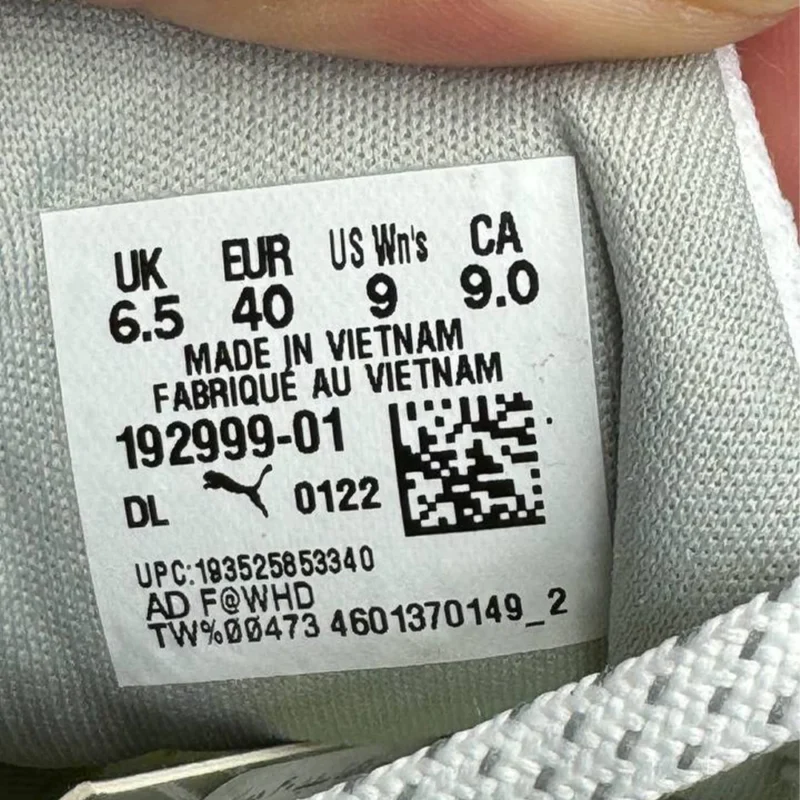 UK EUR US Wn's CA
6.5 40 9 9.0
MADE IN VIETNAM
FABRIQUÉ AU VIETNAM
192999-01
DL 0122
UPC:193525853340
AD F@WHD
TW%00473 4601370149_2